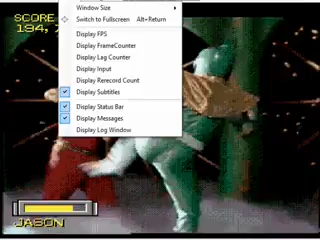 SCORE
194, 7
Window Size
Switch to Fullscreen Alt+Return
Display FPS
Display FrameCounter
Display Lag Counter
Display Input
Display Rerecord Count
Display Subtitles
Display Status Bar
Display Messages
Display Log Window
JASON